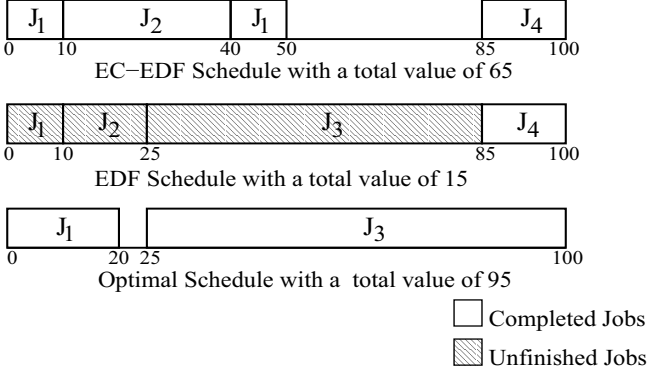 J1 J2 J1 J4
0 10 40 50 85 100
EC−EDF Schedule with a total value of 65
J1 J2 J3 J4
0 10 25 85 100
EDF Schedule with a total value of 15
J1 J3
0 20 25 100
Optimal Schedule with a total value of 95
Completed Jobs
Unfinished Jobs